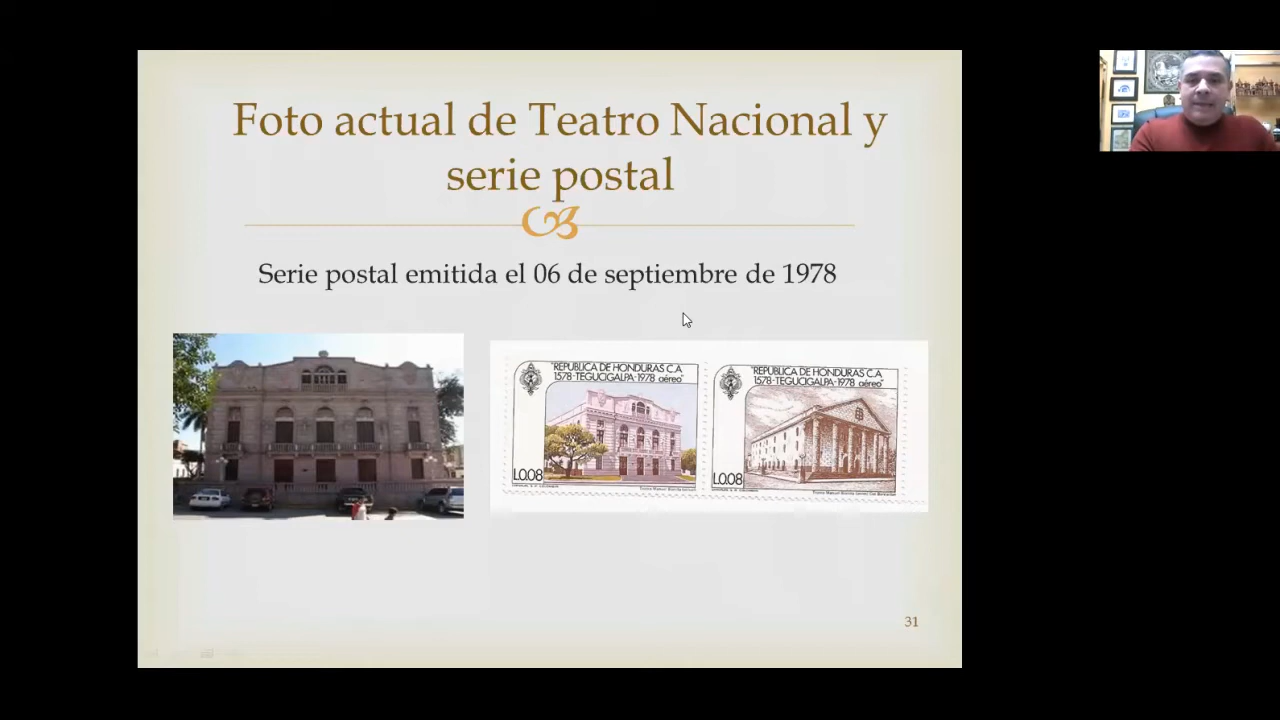 Foto actual de Teatro Nacional y
serie postal
Serie postal emitida el 06 de septiembre de 1978
"REPUBLICA DE HONDURAS C.A.
1578-TEGUCIGALPA-1978 aéreo"
L0.08
"REPUBLICA DE HONDURAS C.A.
1578-TEGUCIGALPA-1978 aéreo"
L0.08
31